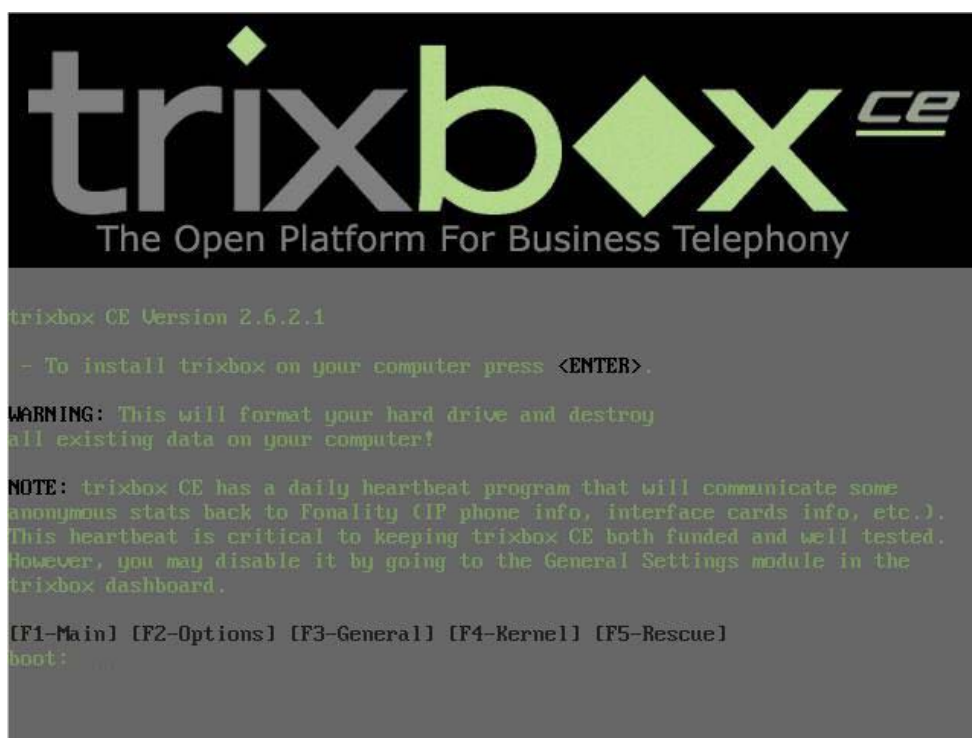 trixbox CE
The Open Platform For Business Telephony
trixbox CE Version 2.6.2.1
- To install trixbox on your computer press <ENTER>.
WARNING: This will format your hard drive and destroy
all existing data on your computer!
NOTE: trixbox CE has a daily heartbeat program that will communicate some
anonymous stats back to Fonality (IP phone info, interface cards info, etc.).
This heartbeat is critical to keeping trixbox CE both funded and well tested.
However, you may disable it by going to the General Settings module in the
trixbox dashboard.
[F1-Main] [F2-Options] [F3-General] [F4-Kernel] [F5-Rescue]
boot: